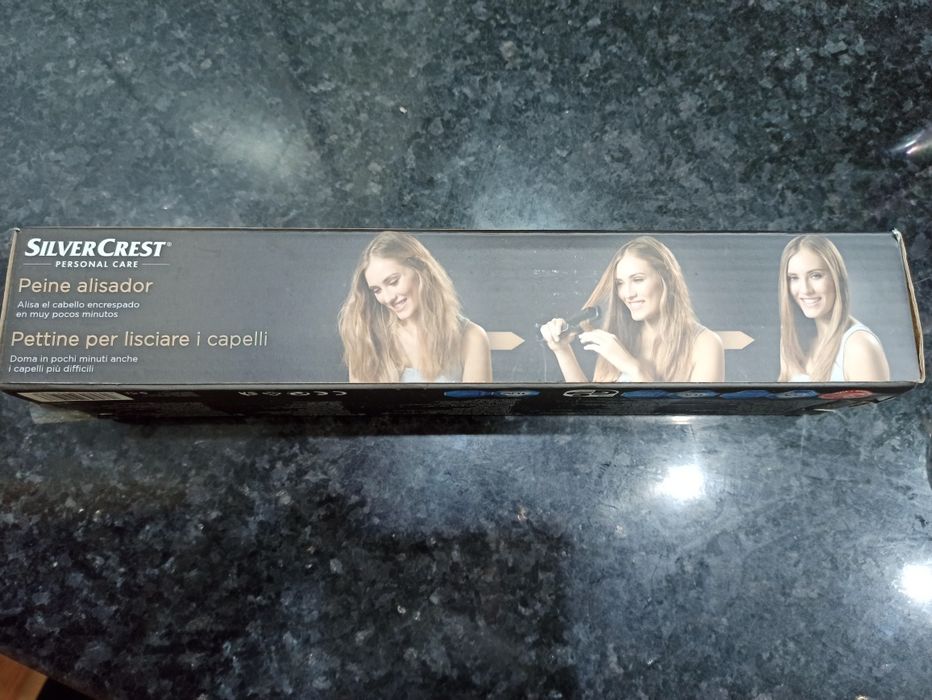 SILVERCREST®
PERSONAL CARE
Peine alisador
Alisa el cabello encrespado
en muy pocos minutos
Pettine per lisciare i capelli
Doma in pochi minuti anche
i capelli più difficili